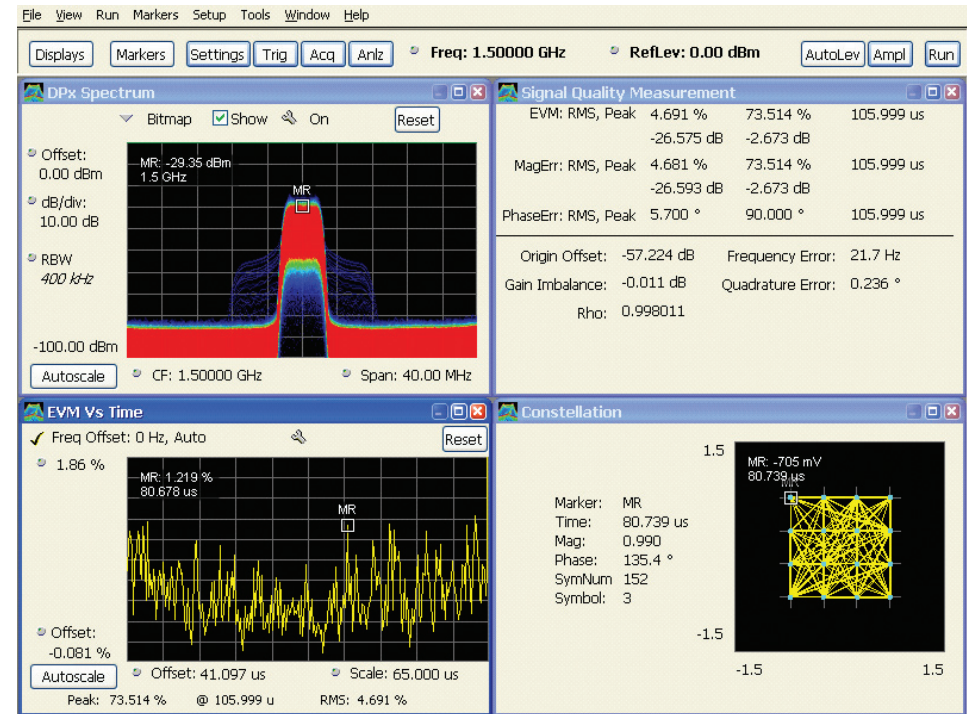 File View Run Markers Setup Tools Window Help
Displays Markers Settings Trig Acq Anlz Freq: 1.50000 GHz RefLev: 0.00 dBm AutoLev Ampl Run
DPx Spectrum
Bitmap Show On Reset
Offset:
0.00 dBm
dB/div:
10.00 dB
RBW
400 kHz
-100.00 dBm
MR: -29.35 dBm
1.5 GHz
MR
Autoscale CF: 1.50000 GHz Span: 40.00 MHz
Signal Quality Measurement
EVM: RMS, Peak 4.691 % 73.514 % 105.999 us
-26.575 dB -2.673 dB
MagErr: RMS, Peak 4.681 % 73.514 % 105.999 us
-26.593 dB -2.673 dB
PhaseErr: RMS, Peak 5.700 ° 90.000 ° 105.999 us
Origin Offset: -57.224 dB Frequency Error: 21.7 Hz
Gain Imbalance: -0.011 dB Quadrature Error: 0.236 °
Rho: 0.998011
EVM Vs Time
Freq Offset: 0 Hz, Auto Reset
1.86 %
MR: 1.219 %
80.678 us
MR
Offset:
-0.081 %
Autoscale Offset: 41.097 us Scale: 65.000 us
Peak: 73.514 % @ 105.999 u RMS: 4.691 %
Constellation
1.5
MR: -705 mV
80.739 us
MR
Marker: MR
Time: 80.739 us
Mag: 0.990
Phase: 135.4 °
SymNum 152
Symbol: 3
-1.5
-1.5 1.5